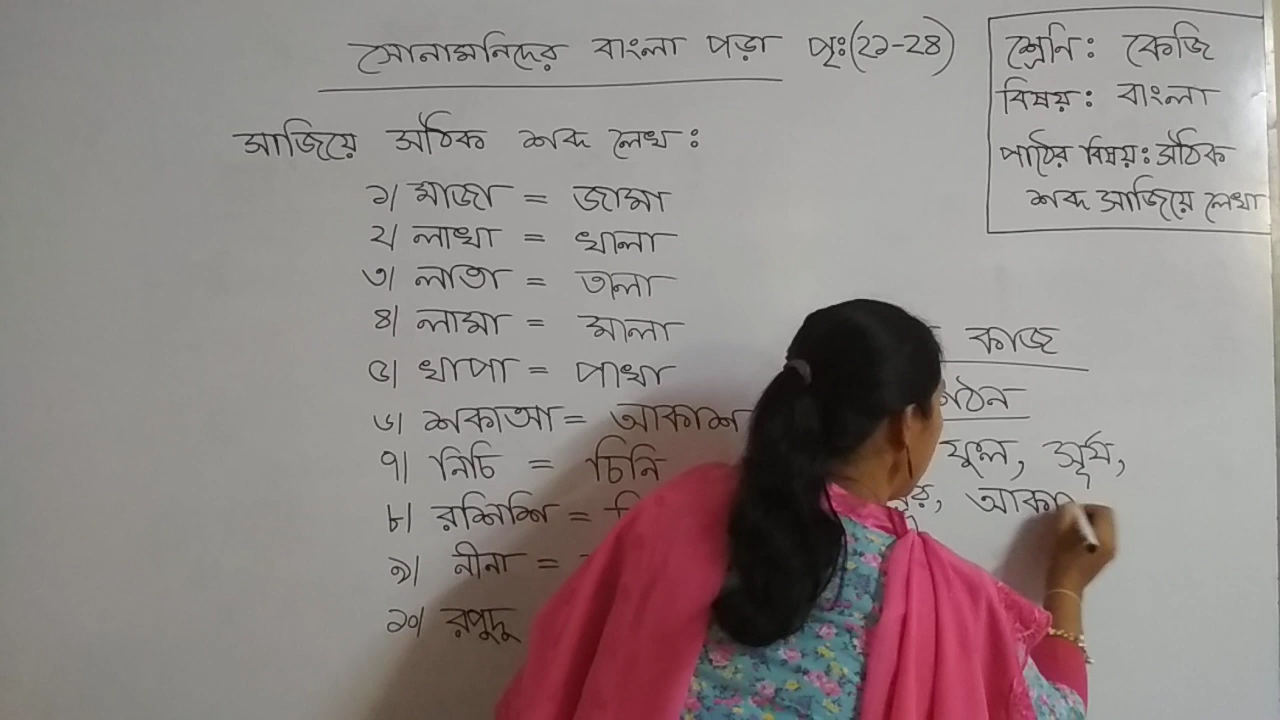 সোনামনিদের বাংলা পড়া পৃঃ(২১-২৪)
শ্রেনি : কেজি
বিষয় : বাংলা
পাঠের বিষয় : সঠিক
শব্দ সাজিয়ে লেখা
সাজিয়ে সঠিক শব্দ লেখ :
১। মাজা = জামা
২। লাখা = খালা
৩। লাতা = তালা
৪। লামা = মালা
৫। খাপা = পাখা
৬। শকাআ = আকাশ
৭। নিচি = চিনি
৮। রশিশি =
৯। নীনা =
১০। রপুদু
কাজ
ফুল, সূর্য,
আকা